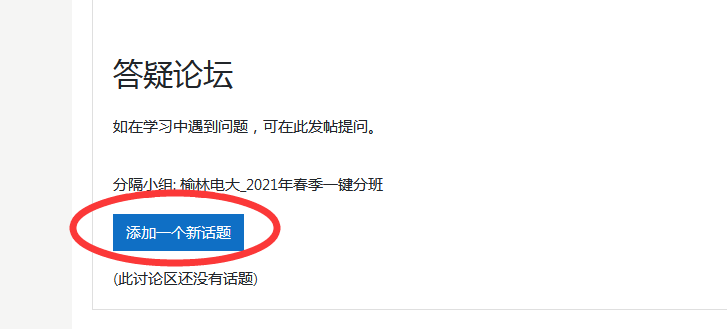 答疑论坛
如在学习中遇到问题，可在此发帖提问。
分隔小组: 榆林电大_2021年春季一键分班
添加一个新话题
(此讨论区还没有话题)